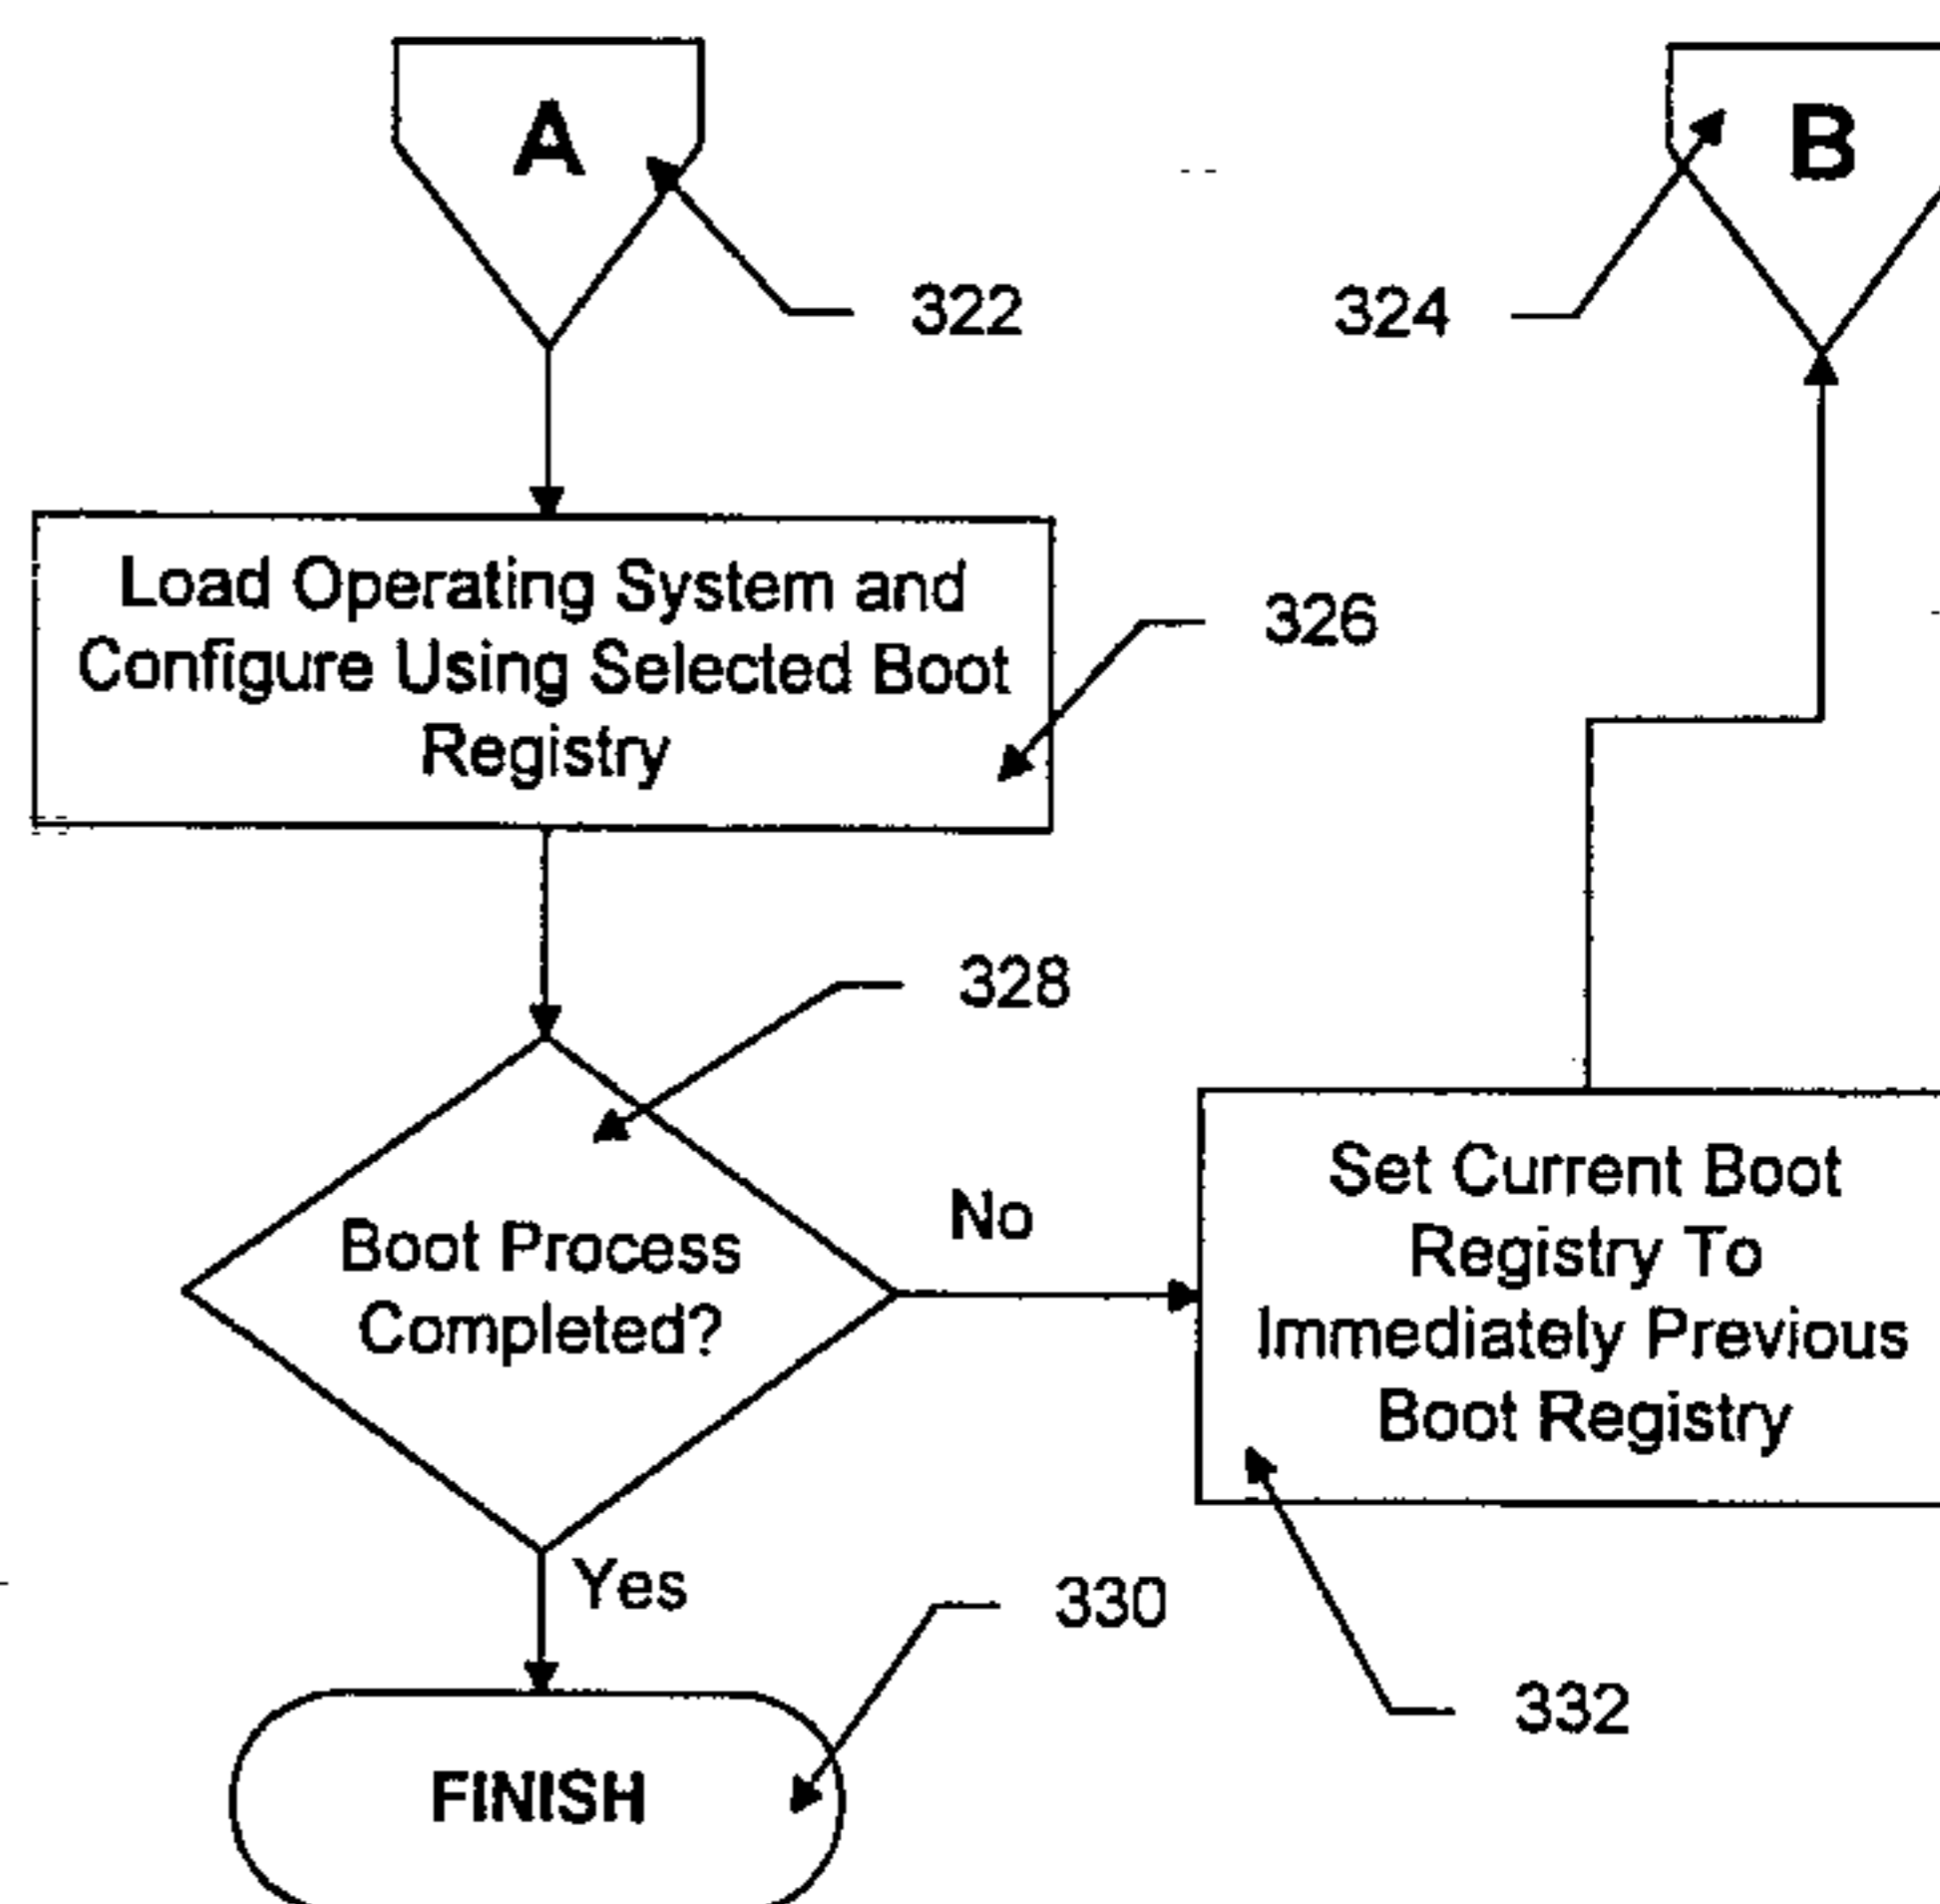 A
B
322
324
Load Operating System and
Configure Using Selected Boot
Registry
326
328
Boot Process
Completed?
No
Set Current Boot
Registry To
Immediately Previous
Boot Registry
Yes
330
332
FINISH